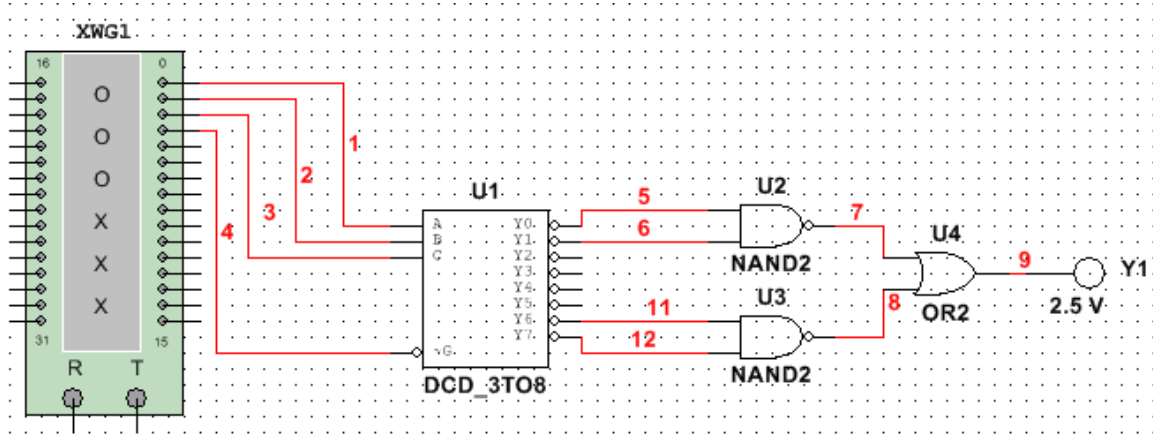 XWG1
16 0
O
O
O
X
X
X
31 15
R T
1
2
3
4
U1
A Y0
B Y1
C Y2
Y3
Y4
Y5
Y6
~G Y7
DCD_3TO8
5
6
11
12
U2
NAND2
U3
NAND2
7
8
U4
OR2
9
Y1
2.5 V